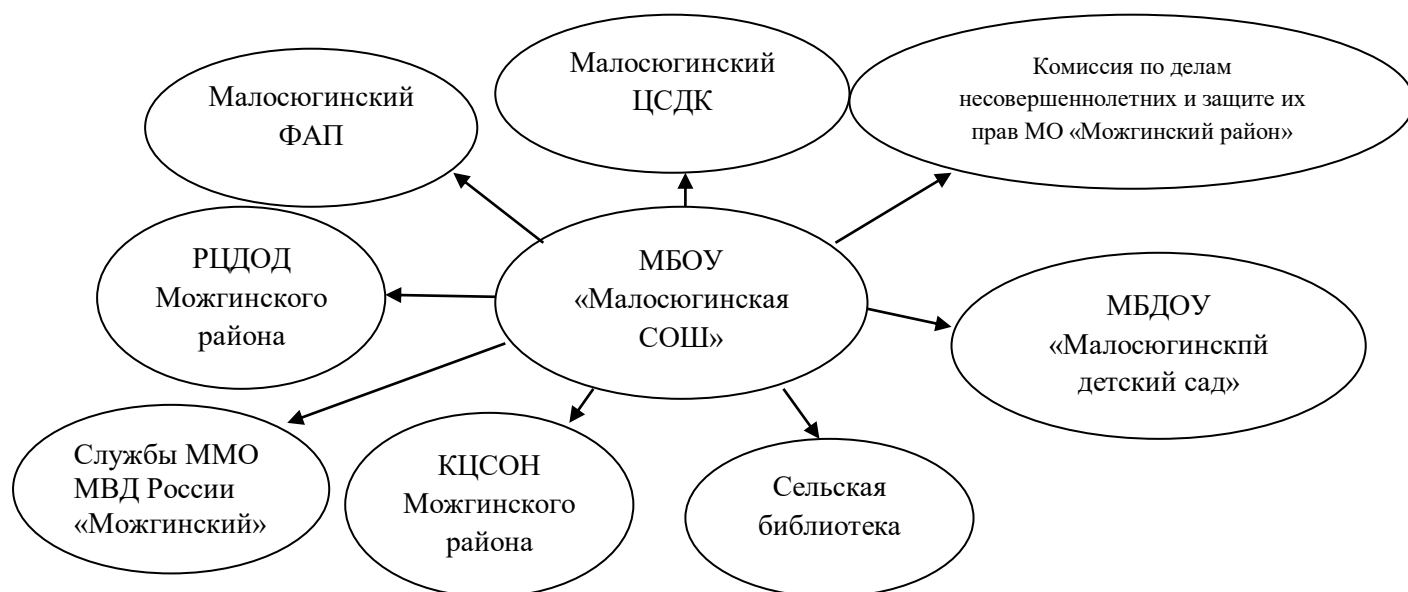 Малосюгинский
ФАП
Малосюгинский
ЦСДК
Комиссия по делам
несовершеннолетних и защите их
прав МО «Можгинский район»
РЦДОД
Можгинского
района
МБОУ
«Малосюгинская
СОШ»
МБДОУ
«Малосюгинскпй
детский сад»
Службы ММО
МВД России
«Можгинский»
КЦСОН
Можгинского
района
Сельская
библиотека